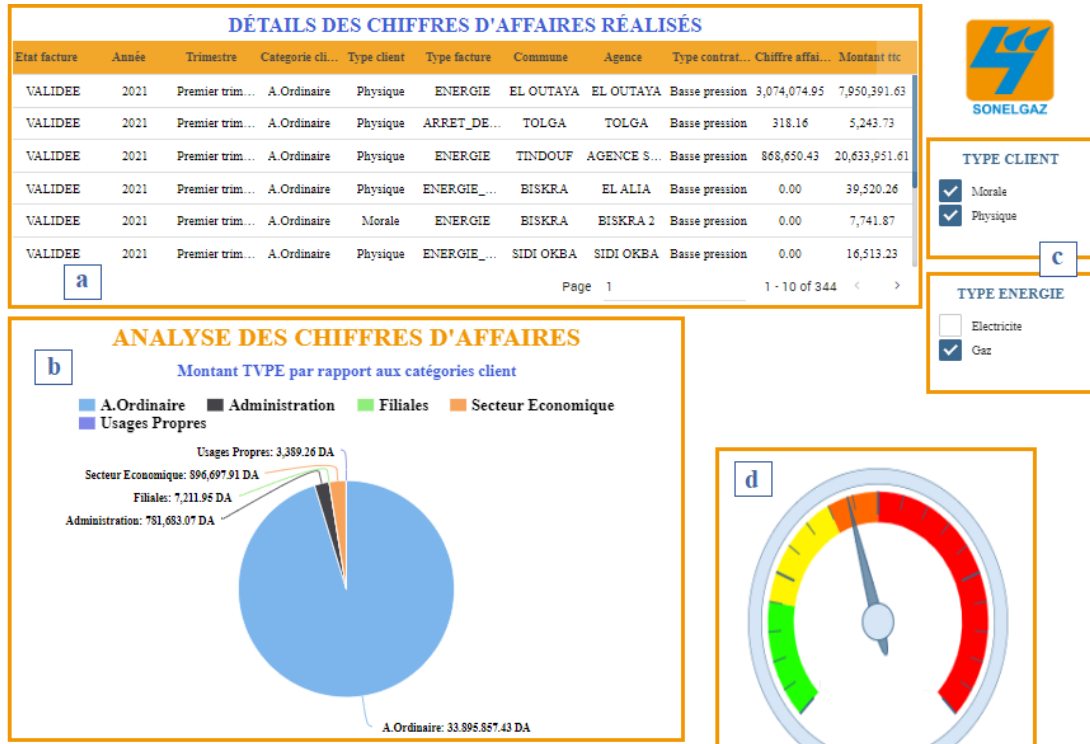 DÉTAILS DES CHIFFRES D'AFFAIRES RÉALISÉS
Etat facture Année Trimestre Categorie cli... Type client Type facture Commune Agence Type contrat... Chiffre affai... Montant ttc
VALIDEE 2021 Premier trim... A.Ordinaire Physique ENERGIE EL OUTAYA EL OUTAYA Basse pression 3,074,074.95 7,950,391.63
VALIDEE 2021 Premier trim... A.Ordinaire Physique ARRET_DE... TOLGA TOLGA Basse pression 318.16 5,243.73
VALIDEE 2021 Premier trim... A.Ordinaire Physique ENERGIE TINDOUF AGENCE S... Basse pression 868,650.43 20,633,951.61
VALIDEE 2021 Premier trim... A.Ordinaire Physique ENERGIE_... BISKRA EL ALIA Basse pression 0.00 39,520.26
VALIDEE 2021 Premier trim... A.Ordinaire Morale ENERGIE BISKRA BISKRA 2 Basse pression 0.00 7,741.87
VALIDEE 2021 Premier trim... A.Ordinaire Physique ENERGIE_... SIDI OKBA SIDI OKBA Basse pression 0.00 16,513.23
a
Page 1 1 - 10 of 344 < >
SONELGAZ
TYPE CLIENT
Morale
Physique
c
TYPE ENERGIE
Electricite
Gaz
ANALYSE DES CHIFFRES D'AFFAIRES
b
Montant TVPE par rapport aux catégories client
A.Ordinaire Administration Filiales Secteur Economique
Usages Propres
Usages Propres: 3,389.26 DA
Secteur Economique: 896,697.91 DA
Filiales: 7,211.95 DA
Administration: 781,683.07 DA
A.Ordinaire: 33,895,857.43 DA
d